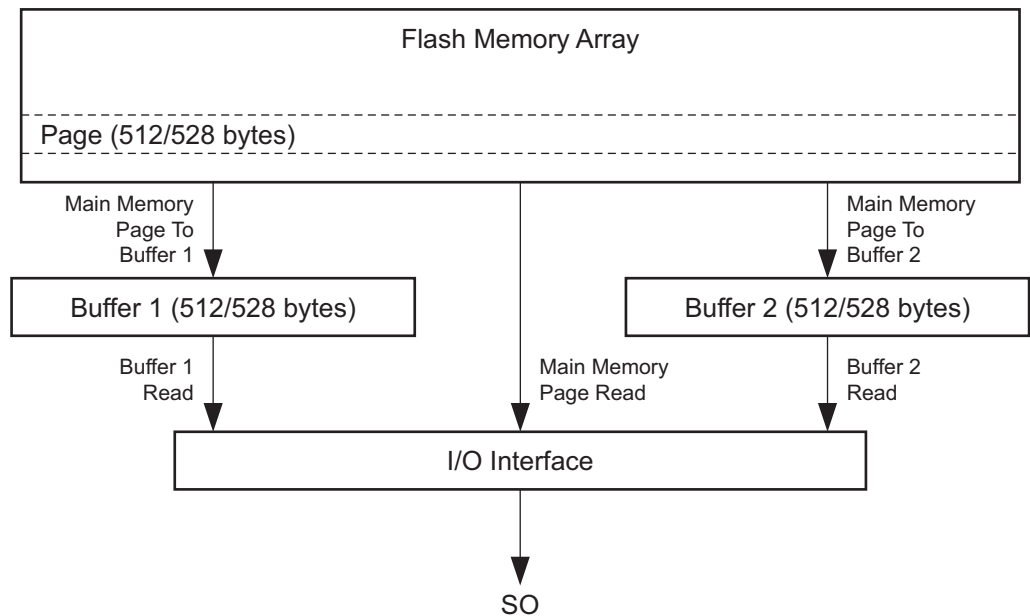 Flash Memory Array
Page (512/528 bytes)
Main Memory
Page To
Buffer 1
Main Memory
Page To
Buffer 2
Buffer 1 (512/528 bytes)
Buffer 2 (512/528 bytes)
Buffer 1
Read
Main Memory
Page Read
Buffer 2
Read
I/O Interface
SO